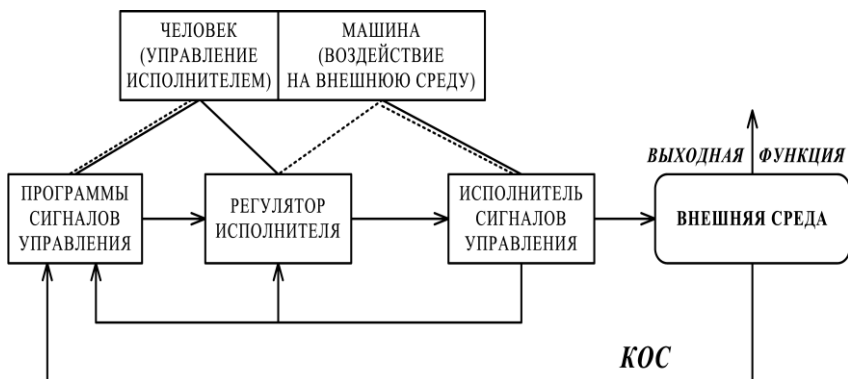 ЧЕЛОВЕК
(УПРАВЛЕНИЕ
ИСПОЛНИТЕЛЕМ)
МАШИНА
(ВОЗДЕЙСТВИЕ
НА ВНЕШНЮЮ СРЕДУ)
ВЫХОДНАЯ ФУНКЦИЯ
ПРОГРАММЫ
СИГНАЛОВ
УПРАВЛЕНИЯ
РЕГУЛЯТОР
ИСПОЛНИТЕЛЯ
ИСПОЛНИТЕЛЬ
СИГНАЛОВ
УПРАВЛЕНИЯ
ВНЕШНЯЯ СРЕДА
КОС